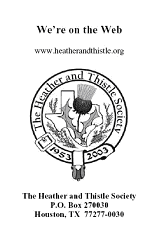 We're on the Web
www.heatherandthistle.org
The Heather and Thistle Society
1953 2003
The Heather and Thistle Society
P.O. Box 270030
Houston, TX 77277-0030